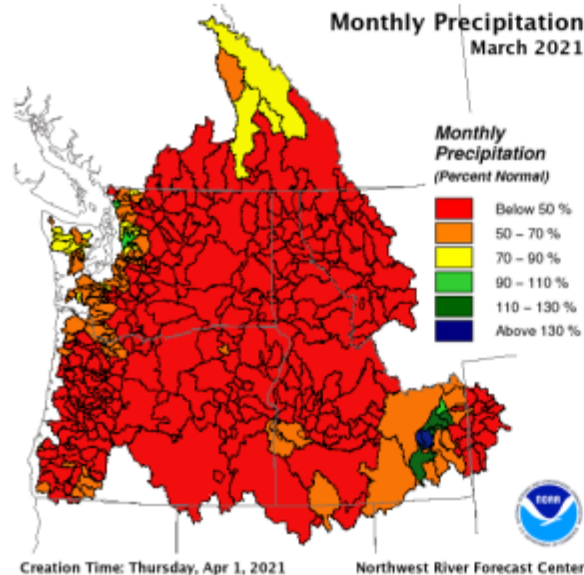 Monthly Precipitation
March 2021
Monthly
Precipitation
(Percent Normal)
Below 50 %
50 – 70 %
70 – 90 %
90 – 110 %
110 – 130 %
Above 130 %
NOAA
Creation Time: Thursday, Apr 1, 2021
Northwest River Forecast Center